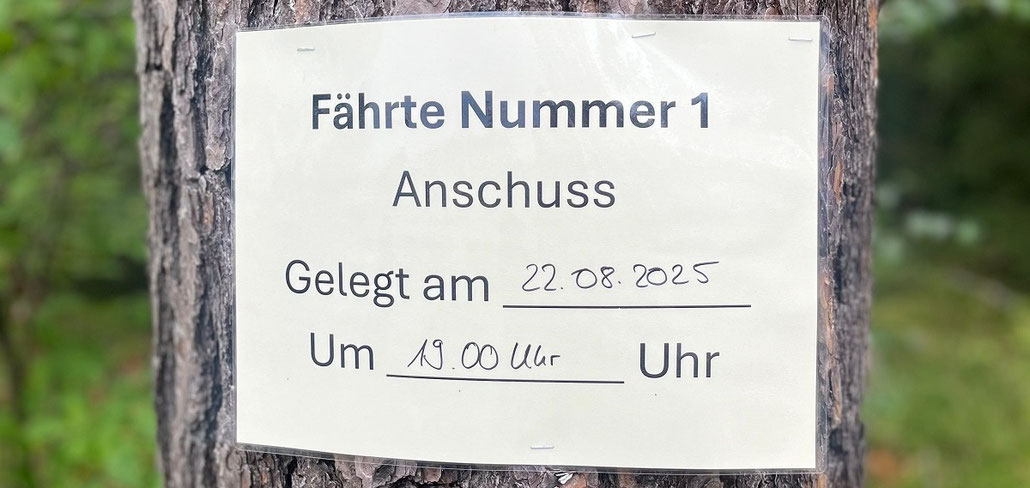 Fährte Nummer 1
Anschuss
Gelegt am 22.08.2025
Um 19.00 Uhr Uhr